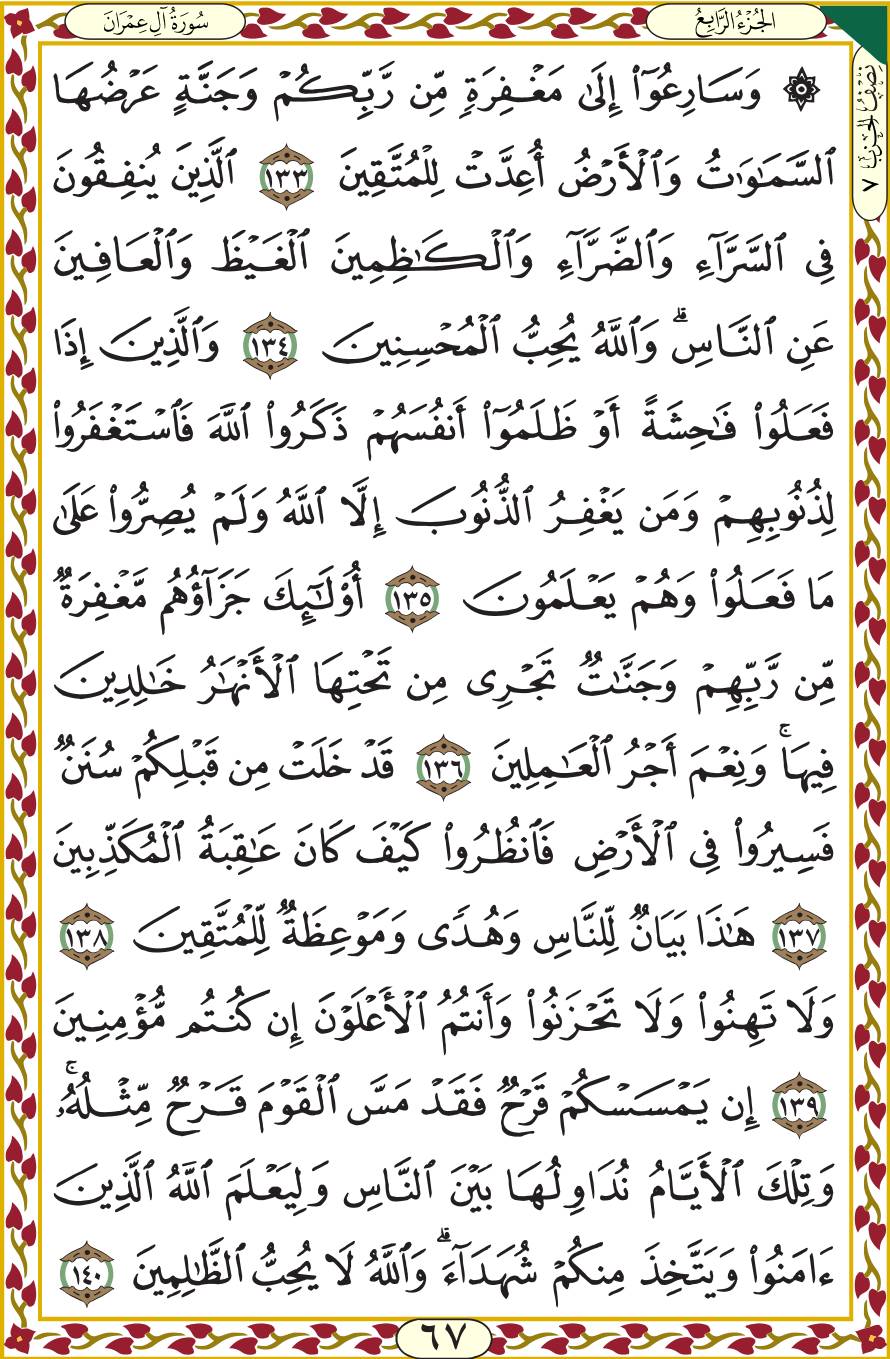 الجُزْءُ الرَّابِعُ
سُورَةُ آلِ عِمْرَانَ
نِصْفُ الحِزْبِ ٧
۞ وَسَارِعُوٓا۟ إِلَىٰ مَغْفِرَةٍۢ مِّن رَّبِّكُمْ وَجَنَّةٍ عَرْضُهَا
ٱلسَّمَـٰوَٰتُ وَٱلْأَرْضُ أُعِدَّتْ لِلْمُتَّقِينَ ١٣٣ ٱلَّذِينَ يُنفِقُونَ
فِى ٱلسَّرَّآءِ وَٱلضَّرَّآءِ وَٱلْكَـٰظِمِينَ ٱلْغَيْظَ وَٱلْعَافِينَ
عَنِ ٱلنَّاسِ ۗ وَٱللَّهُ يُحِبُّ ٱلْمُحْسِنِينَ ١٣٤ وَٱلَّذِينَ إِذَا
فَعَلُوا۟ فَـٰحِشَةً أَوْ ظَلَمُوٓا۟ أَنفُسَهُمْ ذَكَرُوا۟ ٱللَّهَ فَٱسْتَغْفَرُوا۟
لِذُنُوبِهِمْ وَمَن يَغْفِرُ ٱلذُّنُوبَ إِلَّا ٱللَّهُ وَلَمْ يُصِرُّوا۟ عَلَىٰ
مَا فَعَلُوا۟ وَهُمْ يَعْلَمُونَ ١٣٥ أُو۟لَـٰٓئِكَ جَزَآؤُهُم مَّغْفِرَةٌۭ
مِّن رَّبِّهِمْ وَجَنَّـٰتٌۭ تَجْرِى مِن تَحْتِهَا ٱلْأَنْهَـٰرُ خَـٰلِدِينَ
فِيهَا ۚ وَنِعْمَ أَجْرُ ٱلْعَـٰمِلِينَ ١٣٦ قَدْ خَلَتْ مِن قَبْلِكُمْ سُنَنٌۭ
فَسِيرُوا۟ فِى ٱلْأَرْضِ فَٱنظُرُوا۟ كَيْفَ كَانَ عَـٰقِبَةُ ٱلْمُكَذِّبِينَ
١٣٧ هَـٰذَا بَيَانٌۭ لِّلنَّاسِ وَهُدًۭى وَمَوْعِظَةٌۭ لِّلْمُتَّقِينَ ١٣٨
وَلَا تَهِنُوا۟ وَلَا تَحْزَنُوا۟ وَأَنتُمُ ٱلْأَعْلَوْنَ إِن كُنتُم مُّؤْمِنِينَ
١٣٩ إِن يَمْسَسْكُمْ قَرْحٌۭ فَقَدْ مَسَّ ٱلْقَوْمَ قَرْحٌۭ مِّثْلُهُۥ ۚ
وَتِلْكَ ٱلْأَيَّامُ نُدَاوِلُهَا بَيْنَ ٱلنَّاسِ وَلِيَعْلَمَ ٱللَّهُ ٱلَّذِينَ
ءَامَنُوا۟ وَيَتَّخِذَ مِنكُمْ شُهَدَآءَ ۗ وَٱللَّهُ لَا يُحِبُّ ٱلظَّـٰلِمِينَ ١٤٠
٦٧